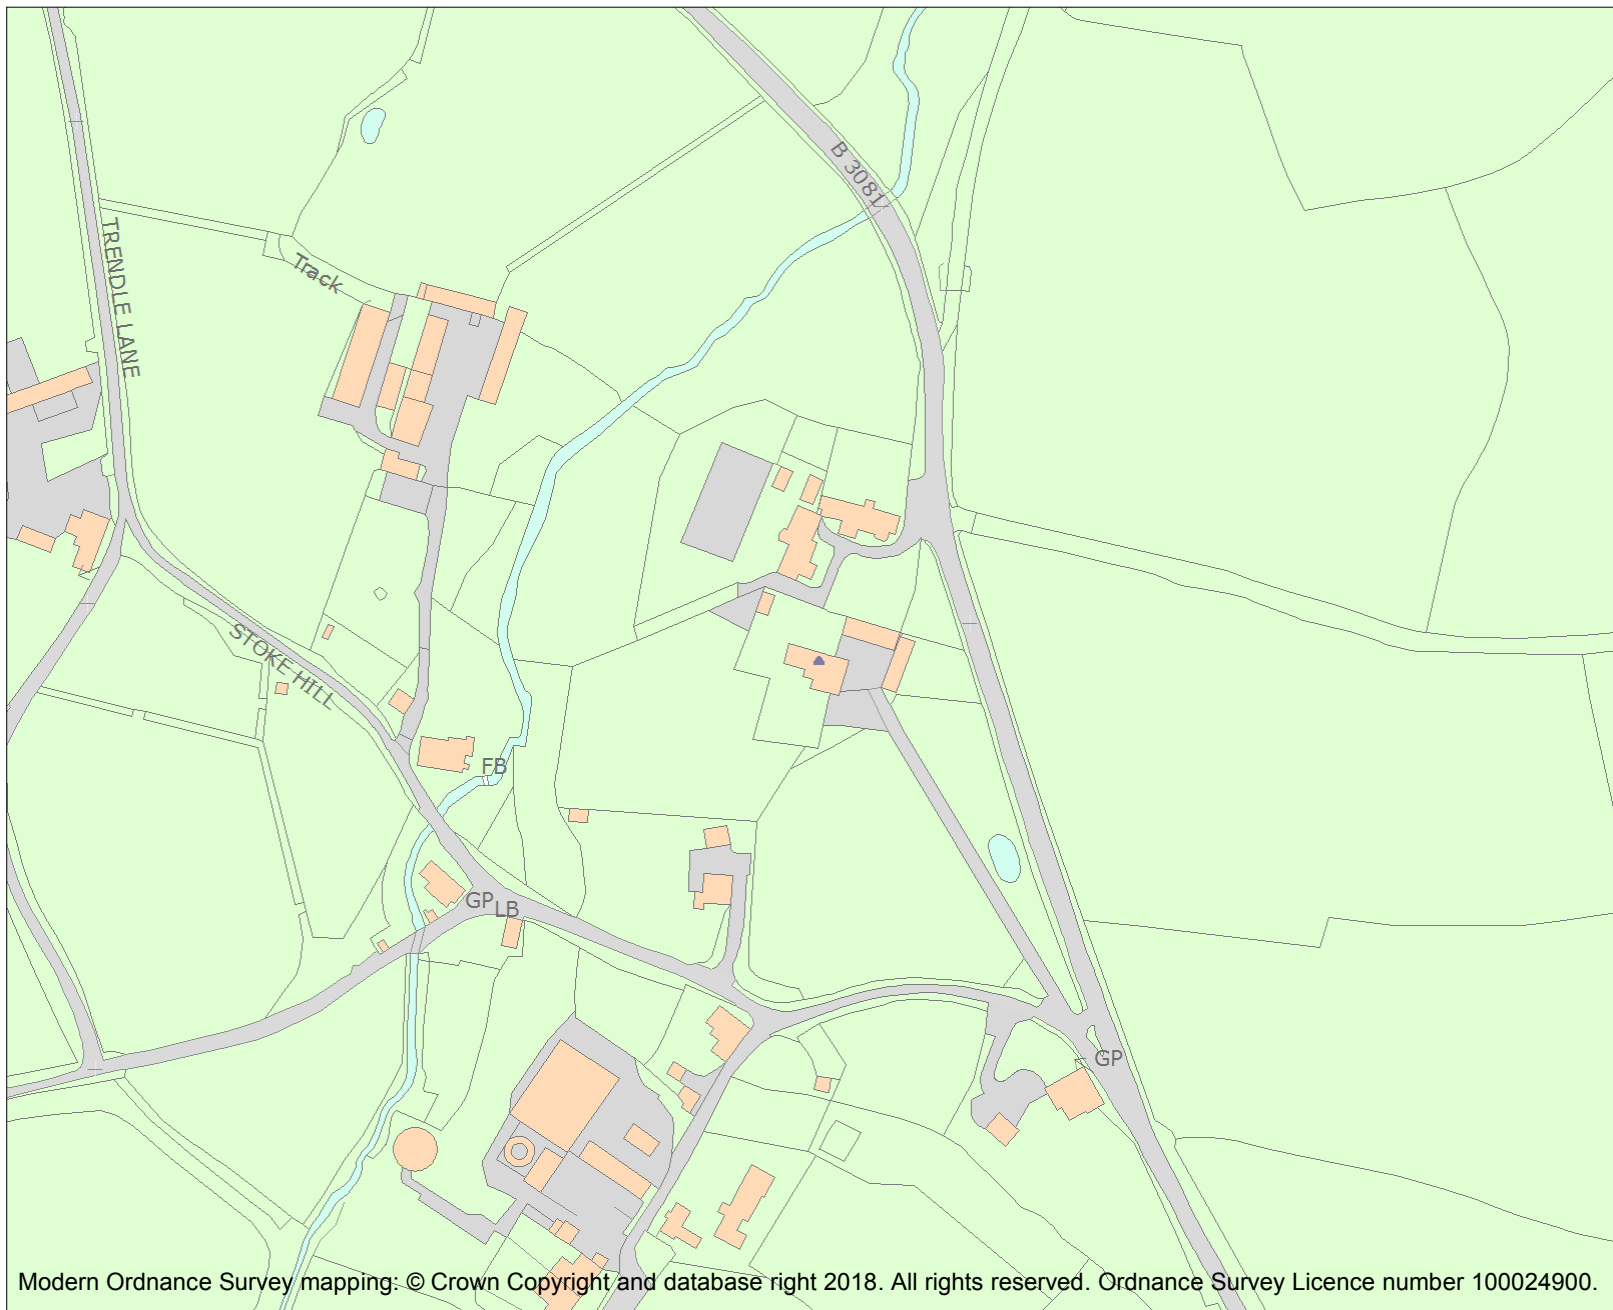 B 3081
TRENDLE LANE
Track
STOKE HILL
FB
GP
LB
GP
Modern Ordnance Survey mapping: © Crown Copyright and database right 2018. All rights reserved. Ordnance Survey Licence number 100024900.